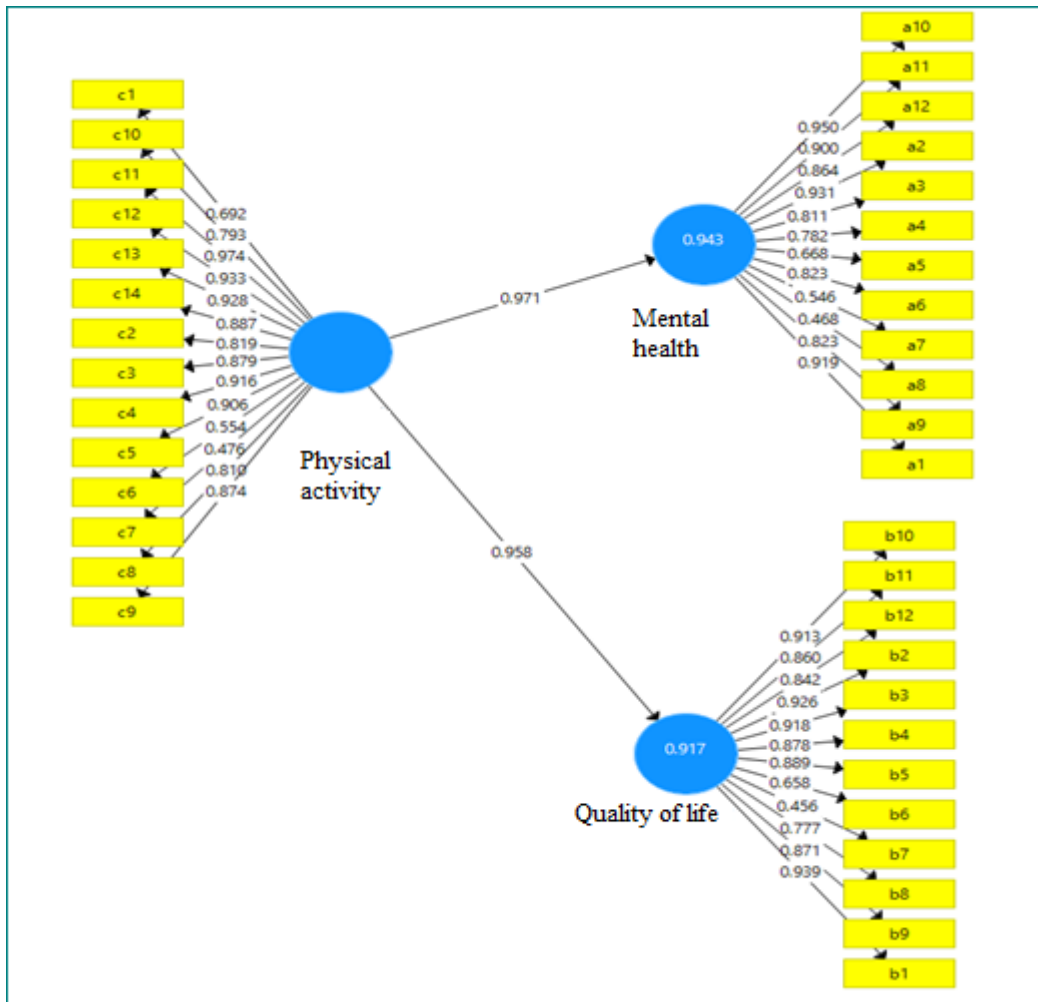 c1
c10
c11
c12
c13
c14
c2
c3
c4
c5
c6
c7
c8
c9
0.692
0.793
0.974
0.933
0.928
0.887
0.819
0.879
0.916
0.906
0.554
0.476
0.810
0.874
Physical
activity
0.971
0.958
0.943
Mental
health
0.950
0.900
0.864
0.931
0.811
0.782
0.668
0.823
0.546
0.468
0.823
0.919
a10
a11
a12
a2
a3
a4
a5
a6
a7
a8
a9
a1
0.917
Quality of life
0.913
0.860
0.842
0.926
0.918
0.878
0.889
0.658
0.456
0.777
0.871
0.939
b10
b11
b12
b2
b3
b4
b5
b6
b7
b8
b9
b1